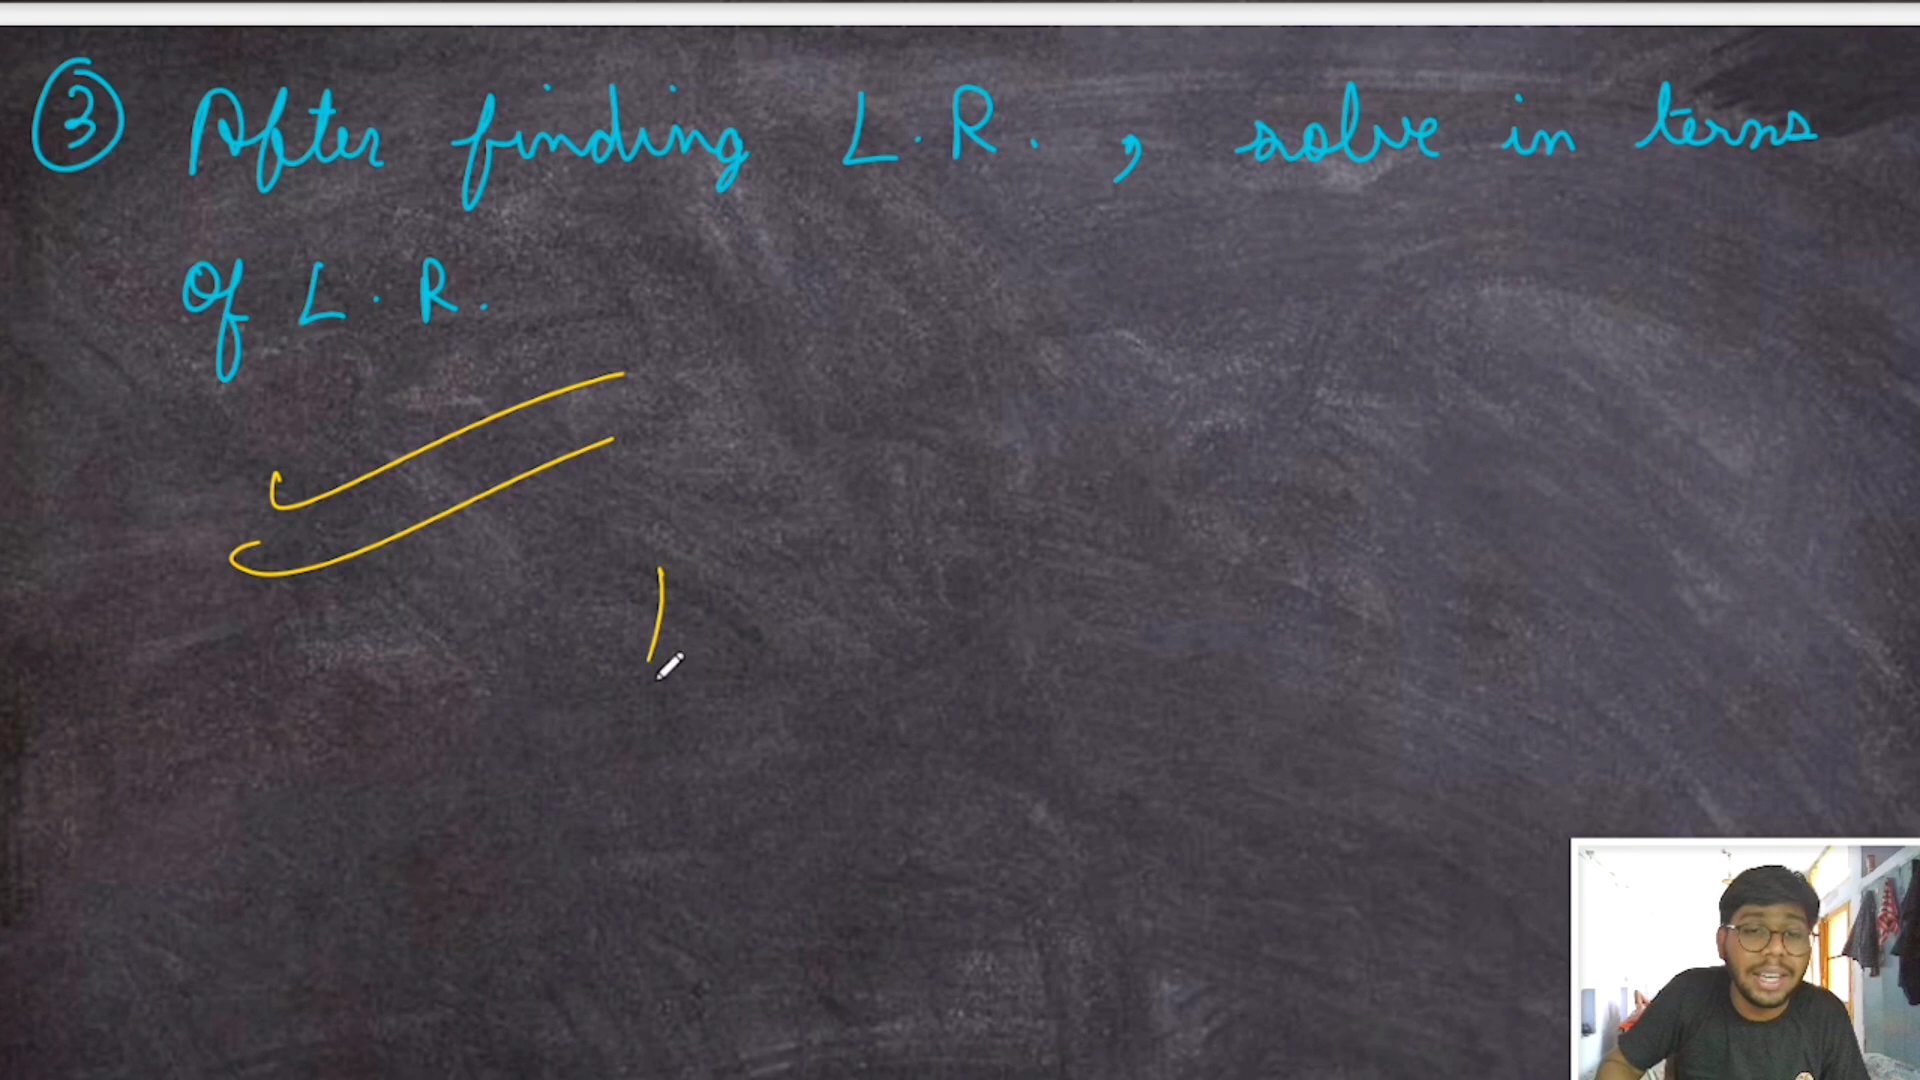 ③ After finding L.R., solve in terms
of L.R.